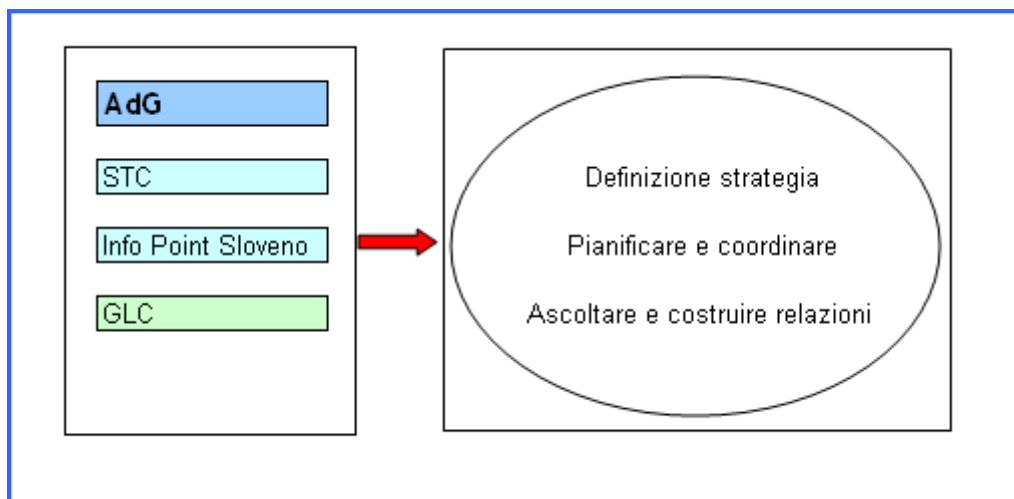 AdG
STC
Info Point Sloveno
GLC
Definizione strategia
Pianificare e coordinare
Ascoltare e costruire relazioni